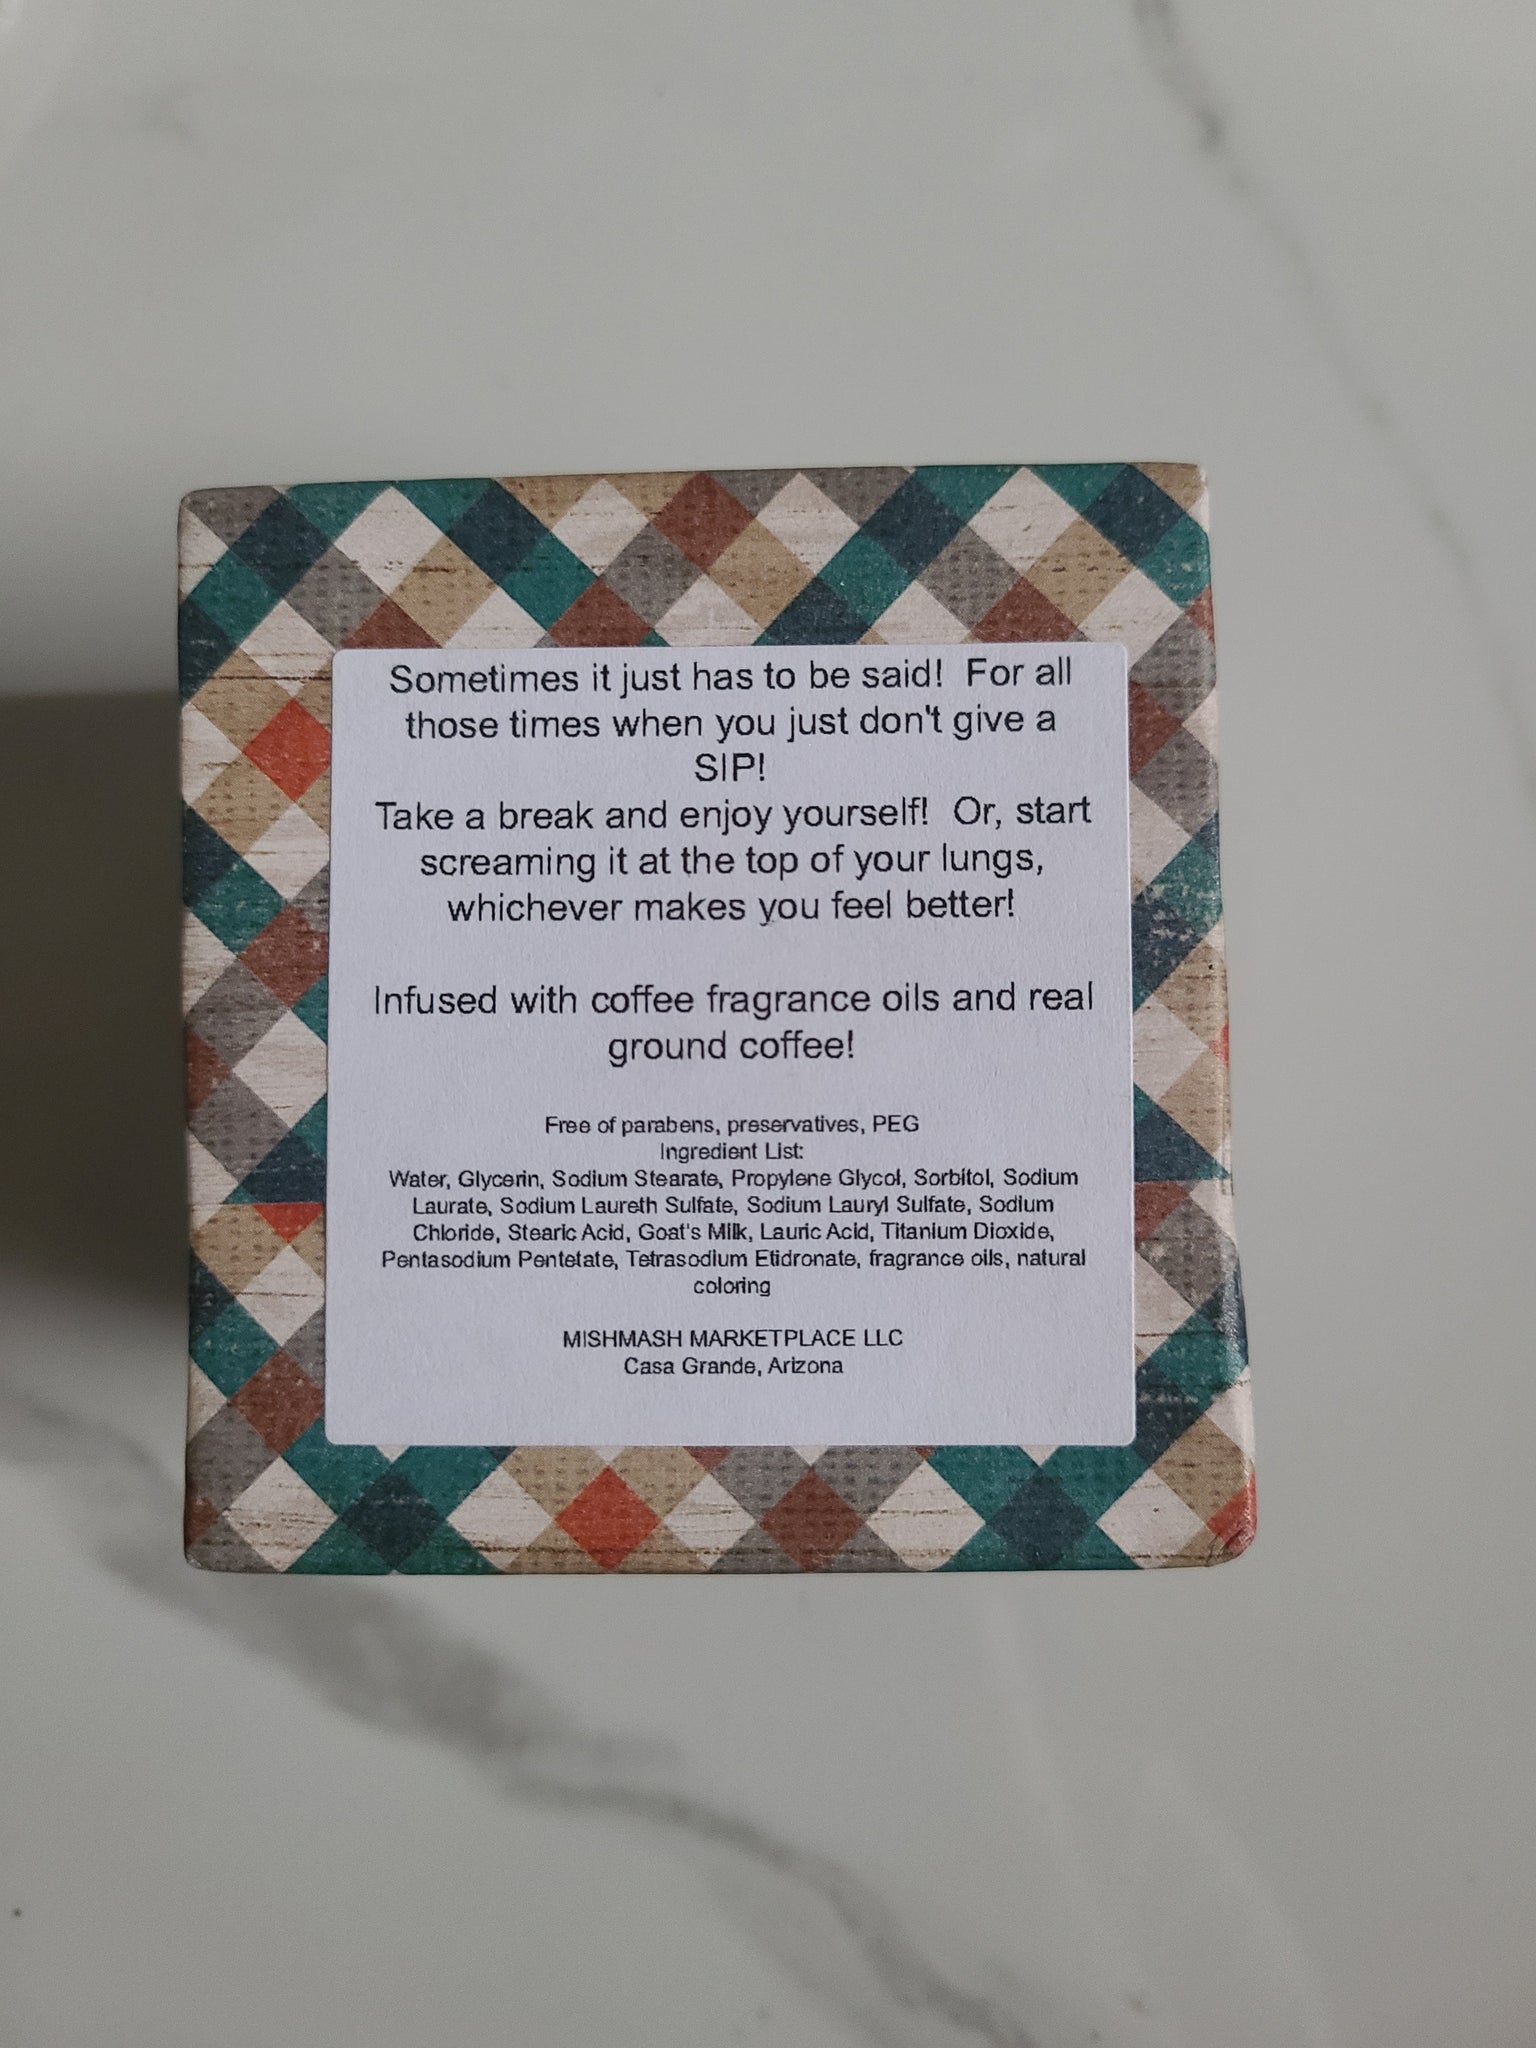 Sometimes it just has to be said!  For all
those times when you just don't give a
SIP!
Take a break and enjoy yourself!  Or, start
screaming it at the top of your lungs,
whichever makes you feel better!
Infused with coffee fragrance oils and real
ground coffee!
Free of parabens, preservatives, PEG
Ingredient List:
Water, Glycerin, Sodium Stearate, Propylene Glycol, Sorbitol, Sodium
Laurate, Sodium Laureth Sulfate, Sodium Lauryl Sulfate, Sodium
Chloride, Stearic Acid, Goat's Milk, Lauric Acid, Titanium Dioxide,
Pentasodium Pentetate, Tetrasodium Etidronate, fragrance oils, natural
coloring
MISHMASH MARKETPLACE LLC
Casa Grande, Arizona